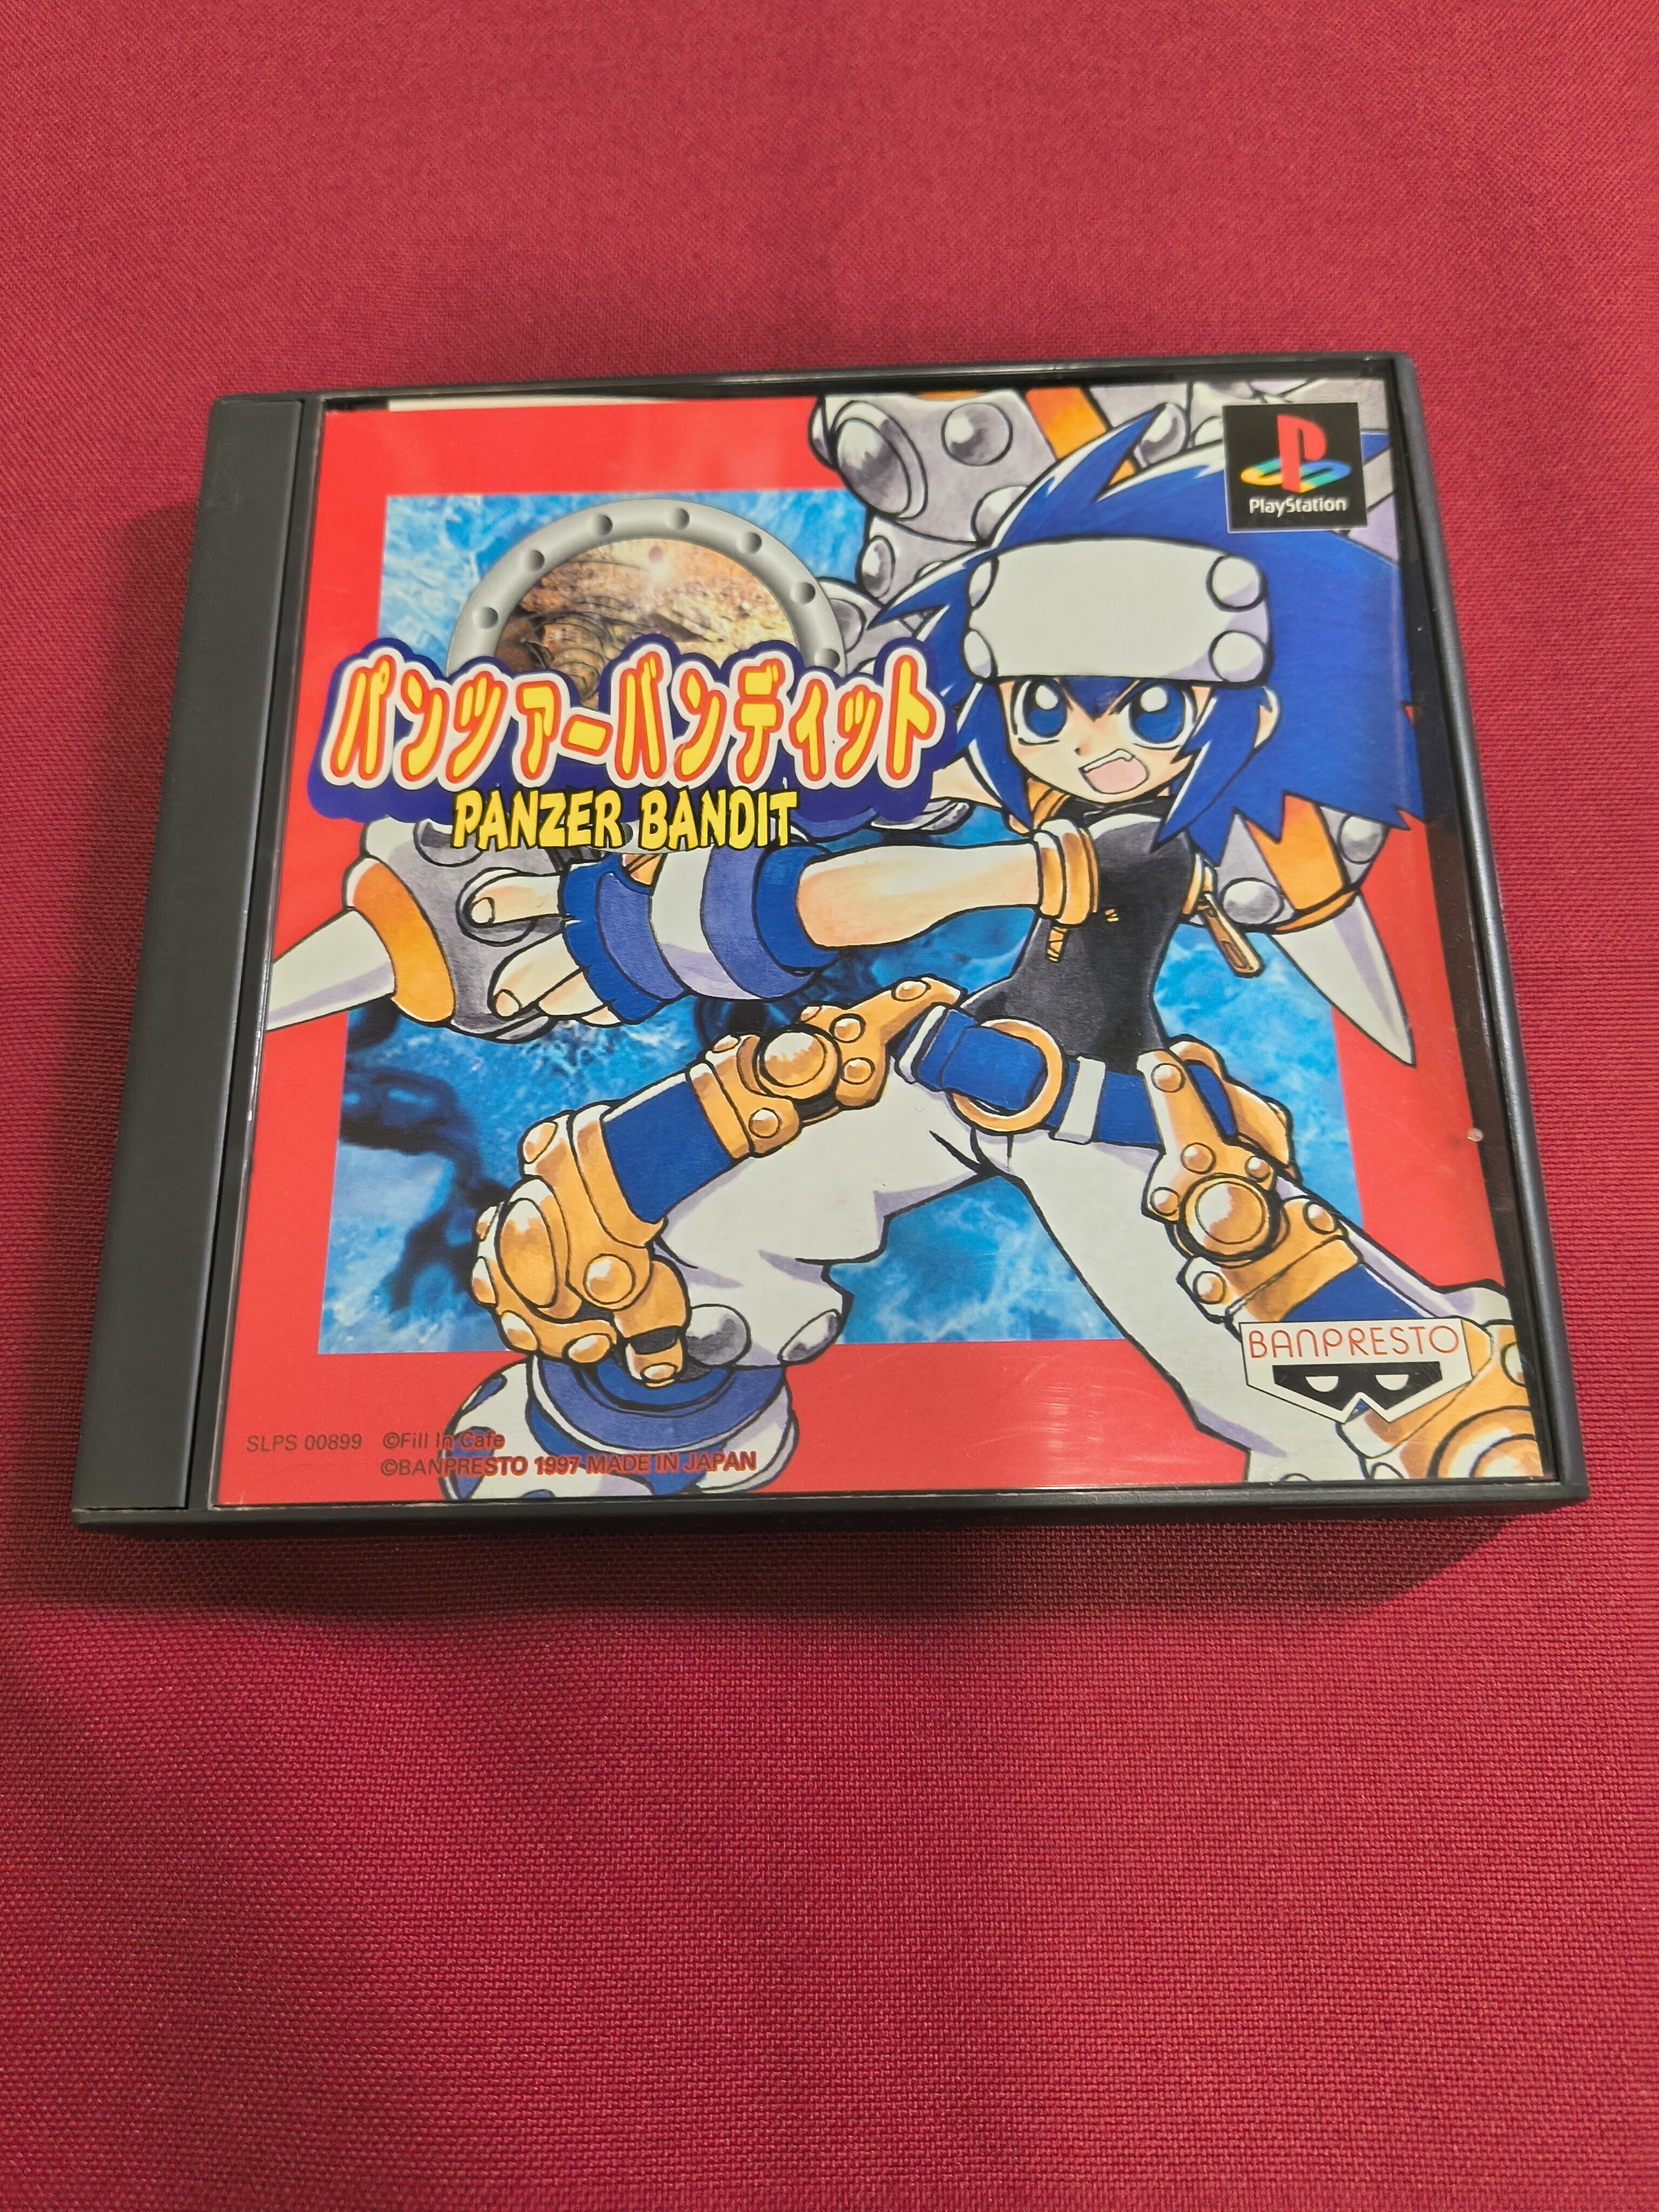 PlayStation
パンツァーバンディット
PANZER BANDIT
BANPRESTO
SLPS 00899 ©Fill In Cafe
©BANPRESTO 1997 MADE IN JAPAN